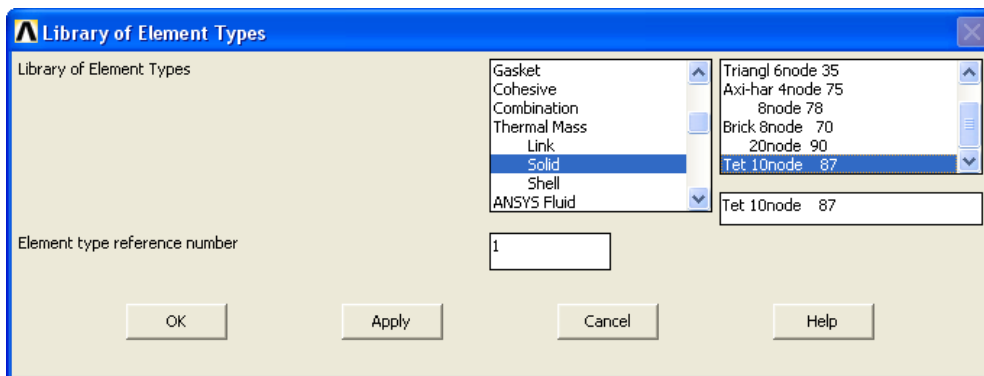 Library of Element Types
Library of Element Types
Gasket
Cohesive
Combination
Thermal Mass
Link
Solid
Shell
ANSYS Fluid
Triangl 6node 35
Axi-har 4node 75
8node 78
Brick 8node 70
20node 90
Tet 10node 87
Tet 10node 87
Element type reference number
1
OK
Apply
Cancel
Help